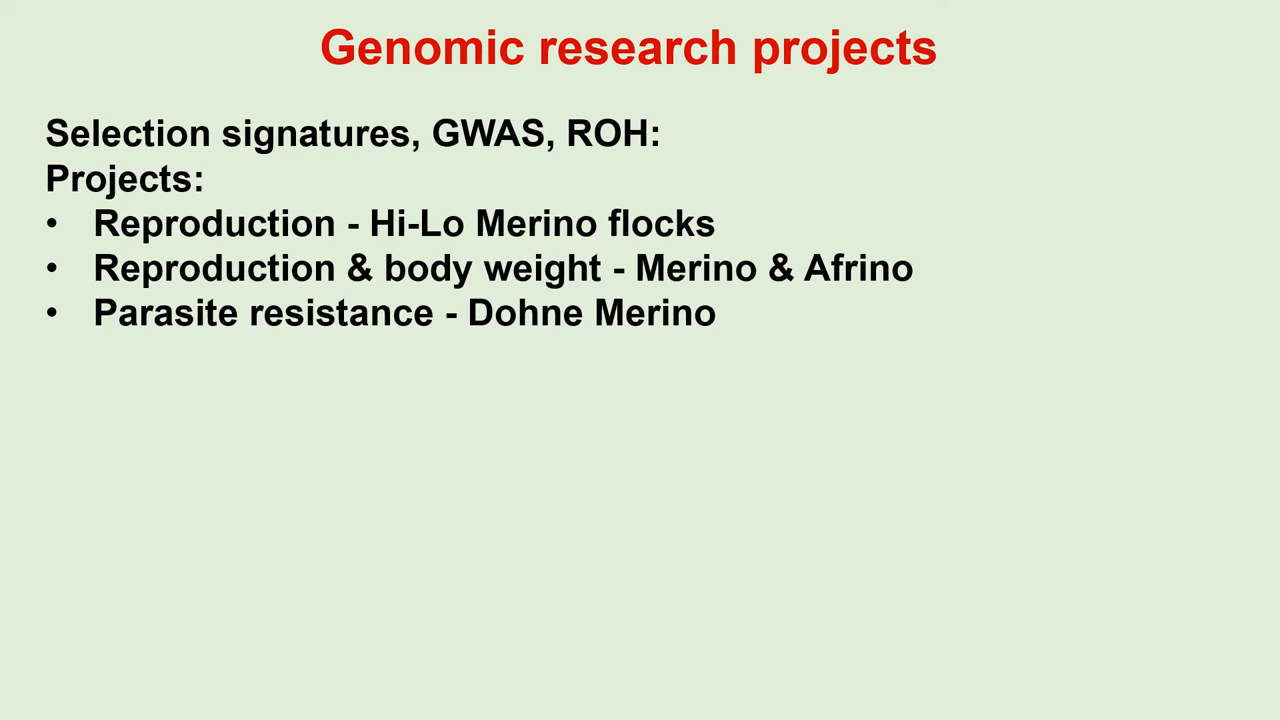 Genomic research projects
Selection signatures, GWAS, ROH:
Projects:
• Reproduction - Hi-Lo Merino flocks
• Reproduction & body weight - Merino & Afrino
• Parasite resistance - Dohne Merino